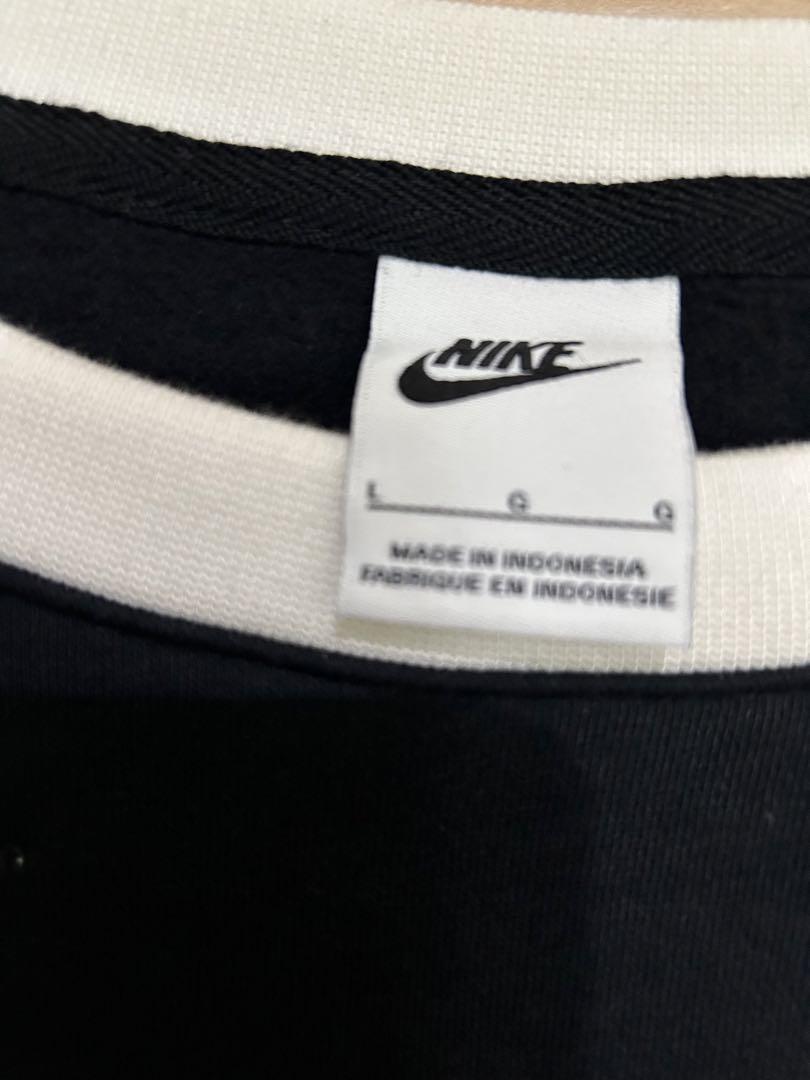 NIKE
L G G
MADE IN INDONESIA
FABRIQUE EN INDONESIE